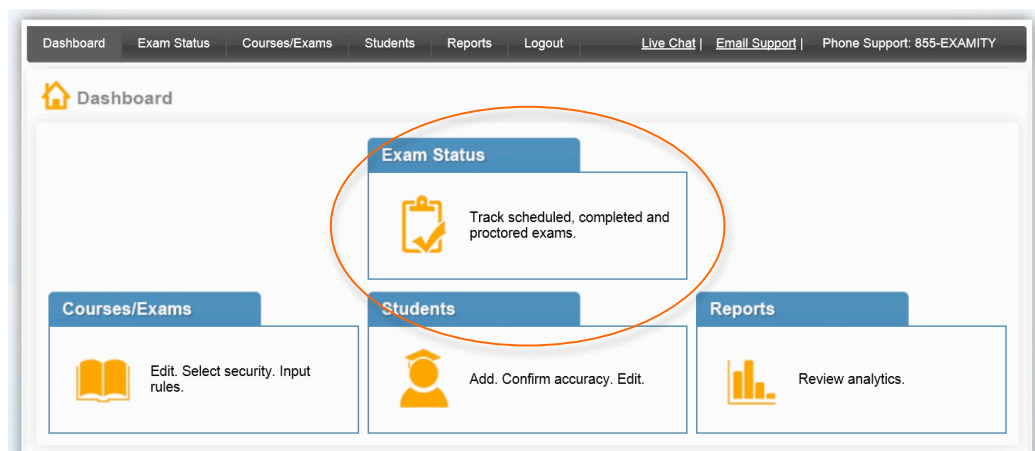 Dashboard Exam Status Courses/Exams Students Reports Logout Live Chat | Email Support | Phone Support: 855-EXAMITY
Dashboard
Exam Status
Track scheduled, completed and
proctored exams.
Courses/Exams
Edit. Select security. Input
rules.
Students
Add. Confirm accuracy. Edit.
Reports
Review analytics.